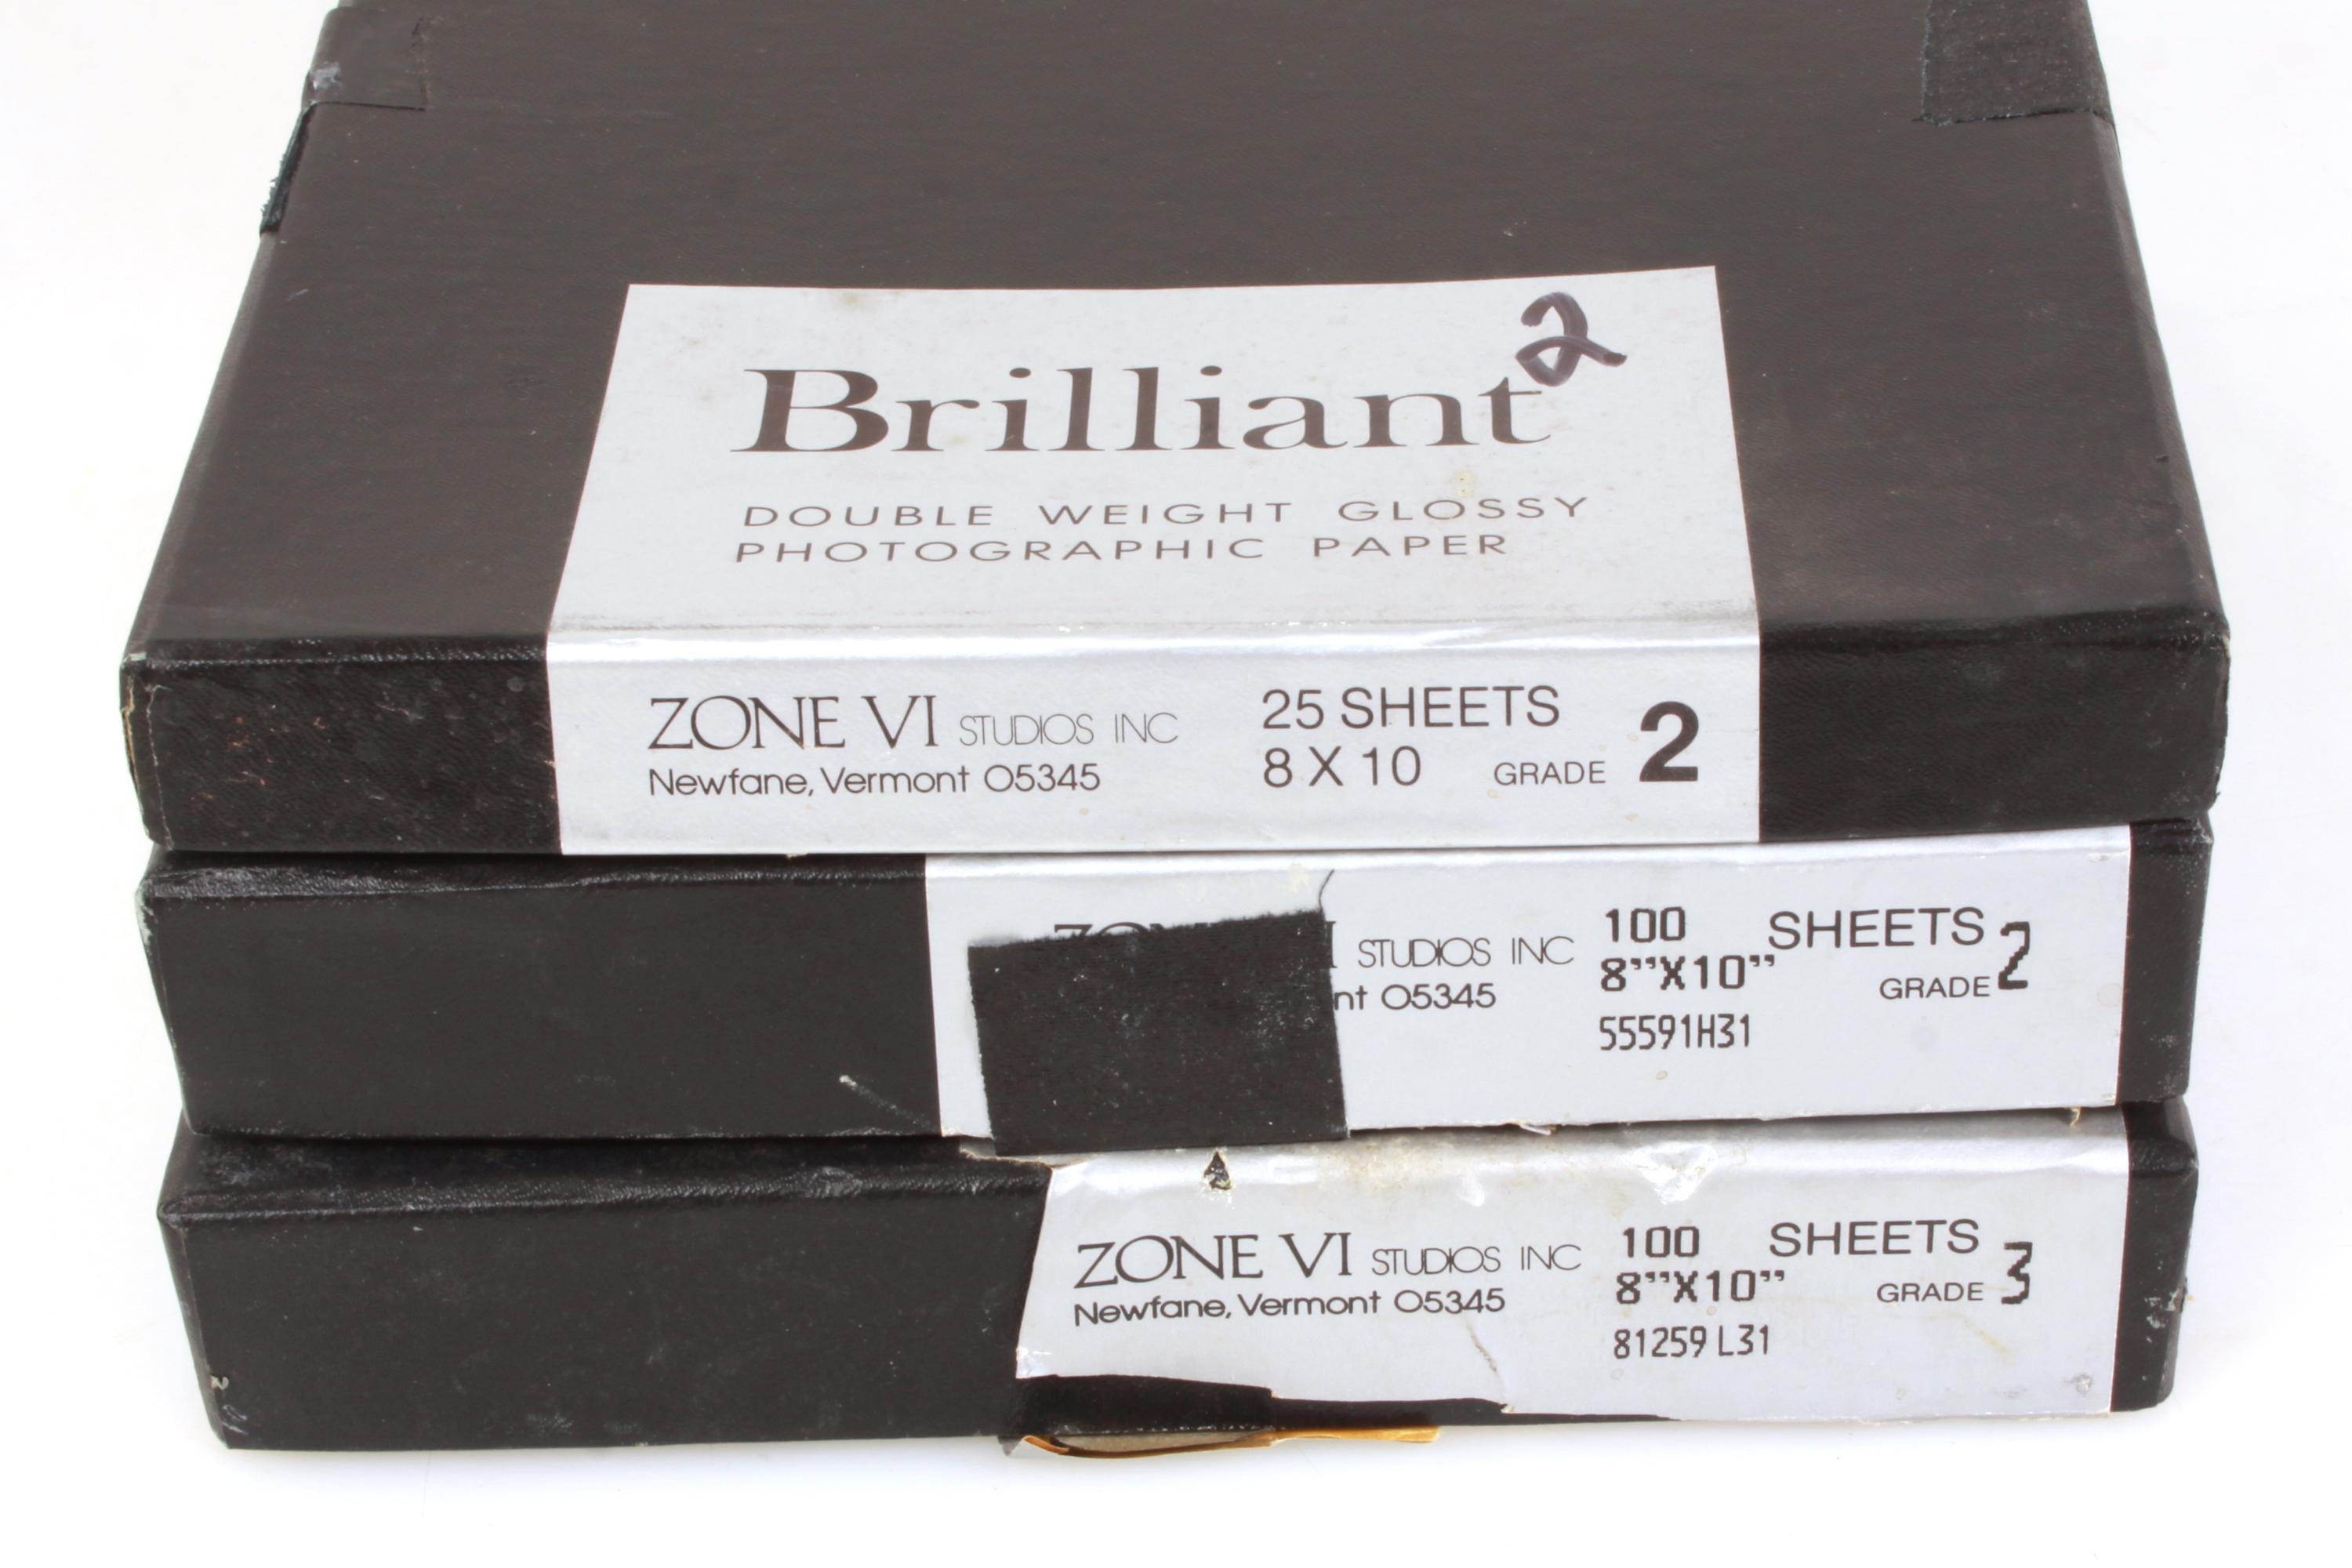 2
Brilliant
DOUBLE WEIGHT GLOSSY
PHOTOGRAPHIC PAPER
ZONE VI STUDIOS INC
Newfane, Vermont 05345
25 SHEETS
8 X 10 GRADE 2
STUDIOS INC
05345
100 SHEETS
8"X10" GRADE 2
55591H31
ZONE VI STUDIOS INC
Newfane, Vermont 05345
100 SHEETS
8"X10" GRADE 3
81259 L31